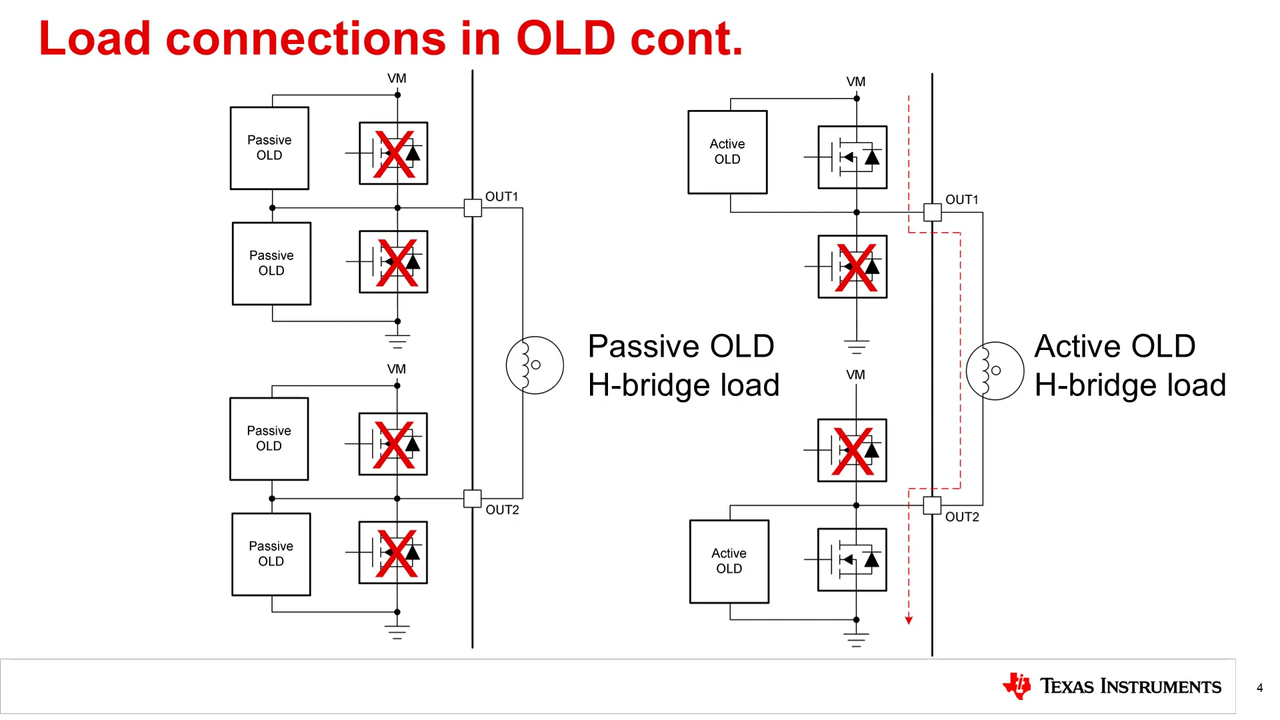 Load connections in OLD cont.
VM
Passive
OLD
OUT1
Passive
OLD
Passive OLD
H-bridge load
VM
Passive
OLD
OUT2
Passive
OLD
VM
Active
OLD
OUT1
Active OLD
H-bridge load
VM
OUT2
Active
OLD
TEXAS INSTRUMENTS
4